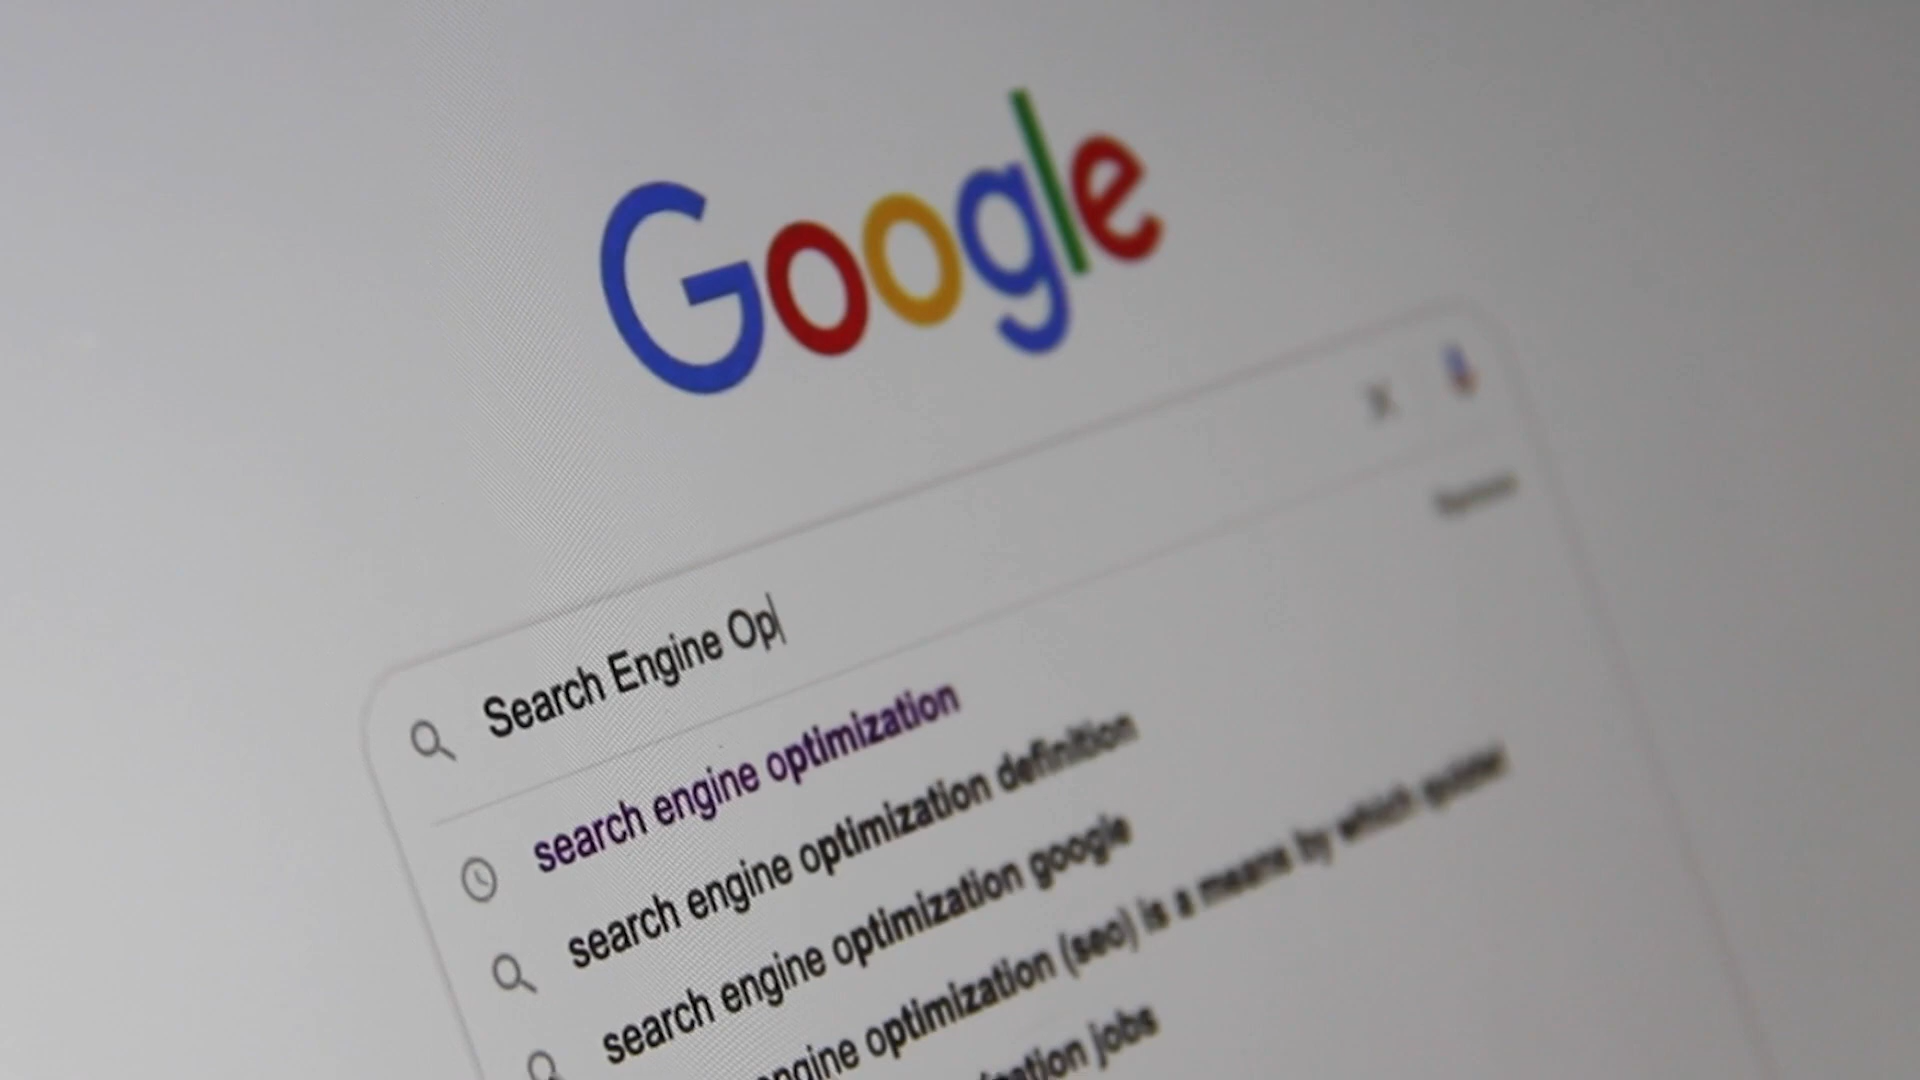 Google
Search Engine Op
search engine optimization
search engine optimization definition
search engine optimization google
engine optimization (seo) is a means by which
jobs